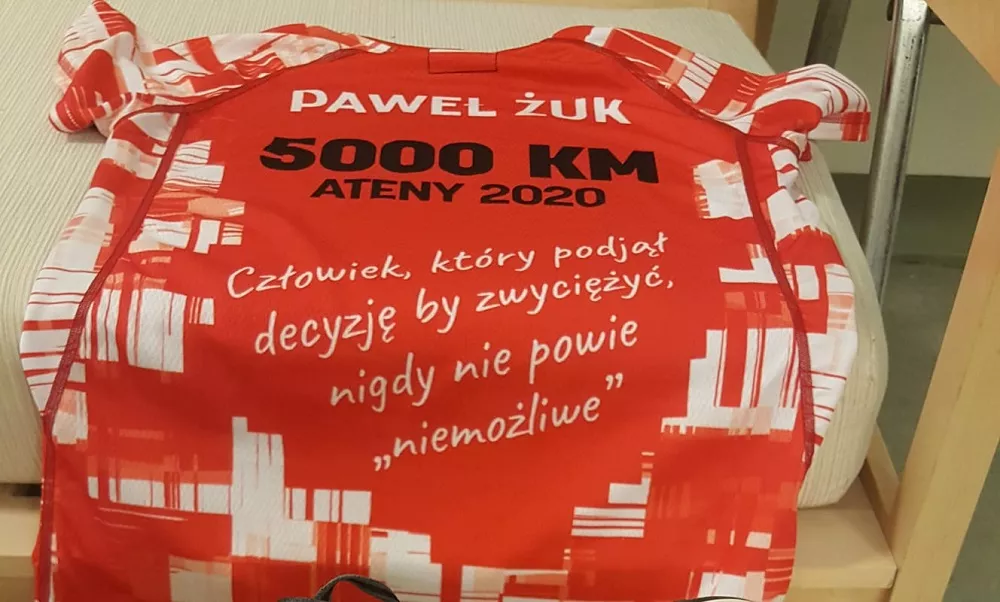 PAWEŁ ŻUK
5000 KM
ATENY 2020
Człowiek, który podjął
decyzję by zwyciężyć,
nigdy nie powie
„niemożliwe”